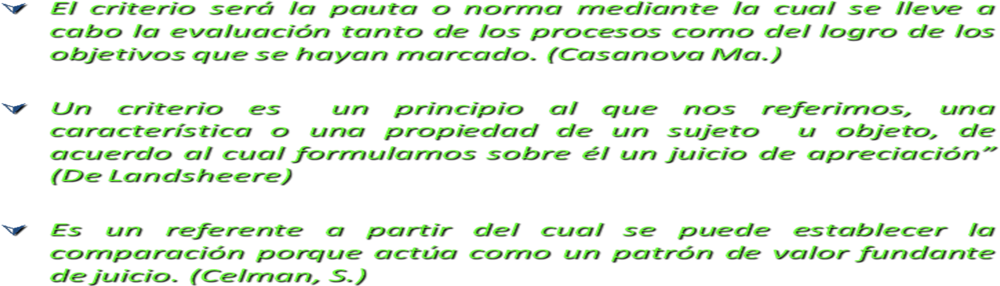 El criterio será la pauta o norma mediante la cual se lleve a
cabo la evaluación tanto de los procesos como del logro de los
objetivos que se hayan marcado. (Casanova Ma.)
Un criterio es un principio al que nos referimos, una
característica o una propiedad de un sujeto u objeto, de
acuerdo al cual formulamos sobre él un juicio de apreciación”
(De Landsheere)
Es un referente a partir del cual se puede establecer la
comparación porque actúa como un patrón de valor fundante
de juicio. (Celman, S.)